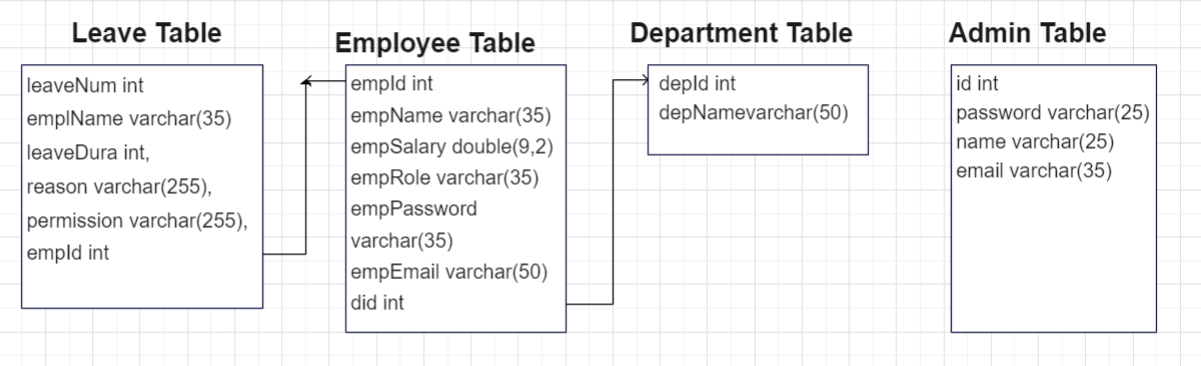 Leave Table
leaveNum int
emplName varchar(35)
leaveDura int,
reason varchar(255),
permission varchar(255),
empId int
Employee Table
empId int
empName varchar(35)
empSalary double(9,2)
empRole varchar(35)
empPassword
varchar(35)
empEmail varchar(50)
did int
Department Table
depId int
depNamevarchar(50)
Admin Table
id int
password varchar(25)
name varchar(25)
email varchar(35)